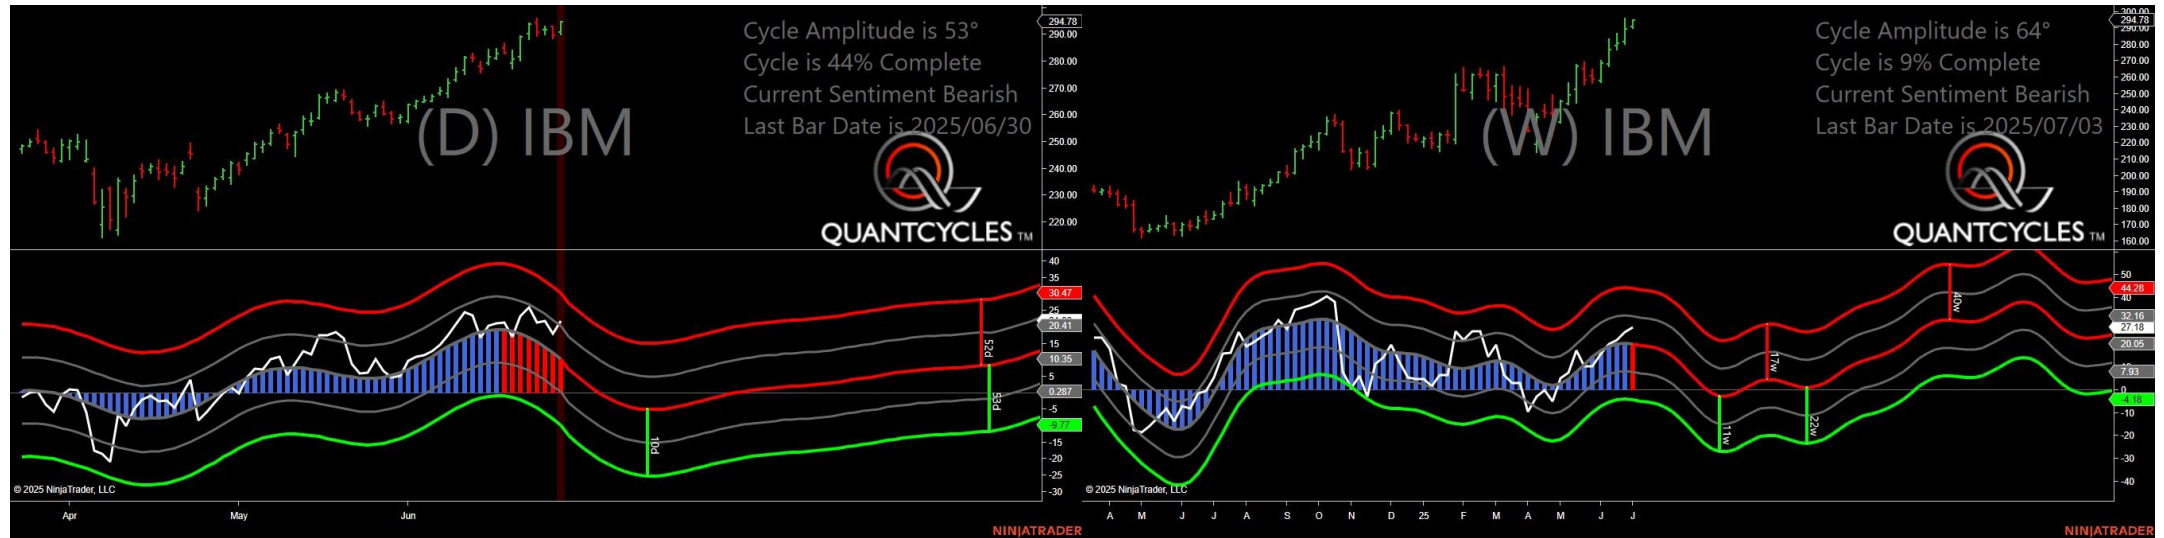 Cycle Amplitude is 53°
Cycle is 44% Complete
Current Sentiment Bearish
Last Bar Date is 2025/06/30
(D) IBM
QUANTCYCLES TM
294.78
290.00
280.00
270.00
260.00
250.00
240.00
230.00
220.00
40
35
30.47
25
20.41
15
10.35
5
0.287
-5
-9.77
-15
-20
-25
-30
10d
52d
53d
© 2025 NinjaTrader, LLC
Apr May Jun
NINJATRADER
Cycle Amplitude is 64°
Cycle is 9% Complete
Current Sentiment Bearish
Last Bar Date is 2025/07/03
(W) IBM
QUANTCYCLES TM
300.00
294.78
290.00
280.00
270.00
260.00
250.00
240.00
230.00
220.00
210.00
200.00
190.00
180.00
170.00
160.00
50
44.28
40
32.16
27.18
20.05
7.93
0
-4.18
-10
-20
-30
-40
11w
17w
22w
40w
© 2025 NinjaTrader, LLC
A M J J A S O N D 25 F M A M J J
NINJATRADER